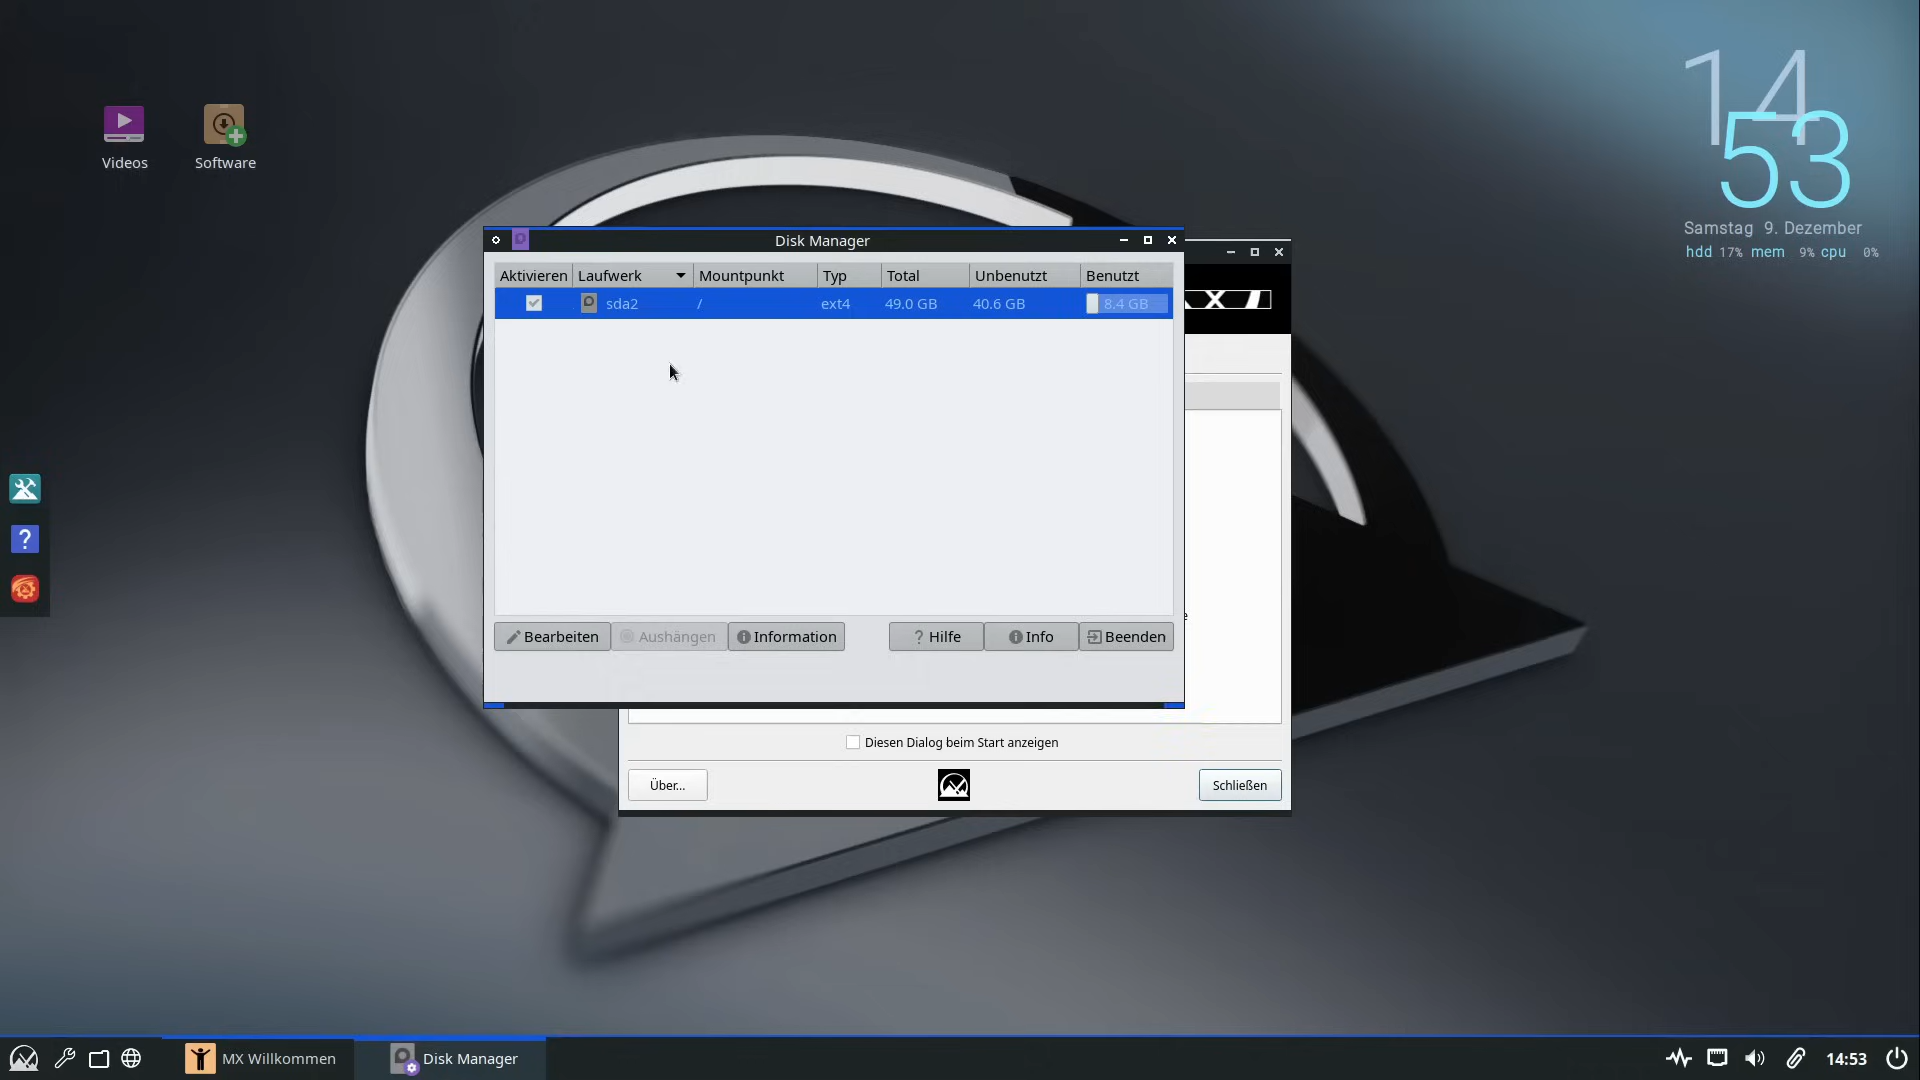 14
53
Samstag 9. Dezember
hdd 17% mem 9% cpu 0%
Videos
Software
Disk Manager
Aktivieren Laufwerk Mountpunkt Typ Total Unbenutzt Benutzt
sda2 / ext4 49.0 GB 40.6 GB 8.4 GB
Bearbeiten Aushängen Information ? Hilfe Info Beenden
Diesen Dialog beim Start anzeigen
Über... Schließen
MX Willkommen Disk Manager 14:53